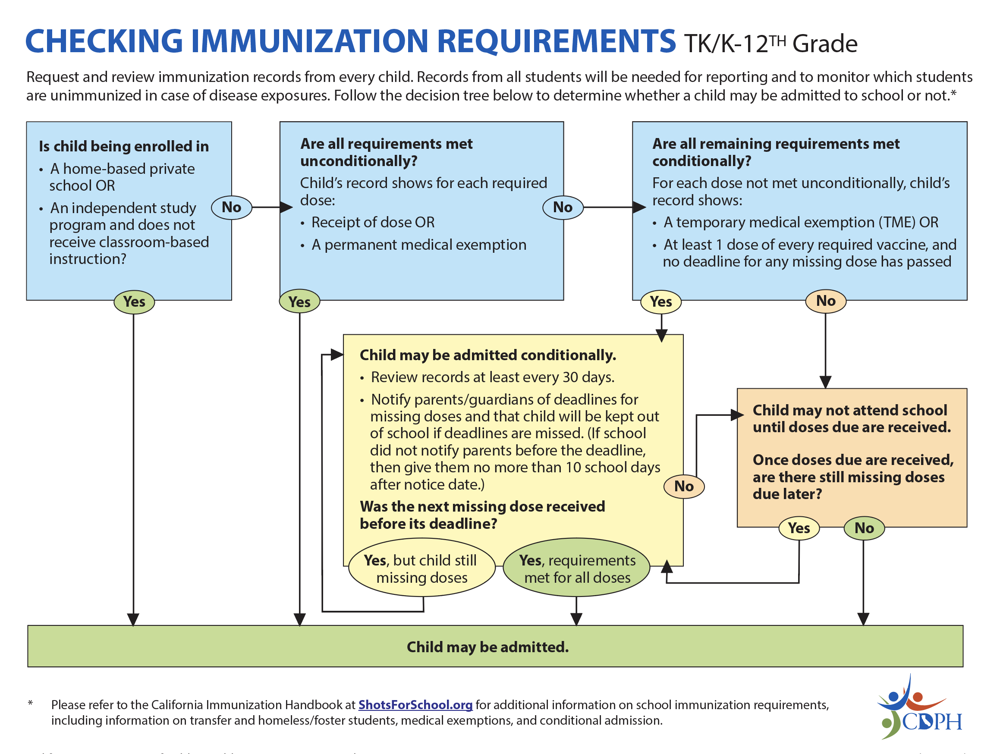 CHECKING IMMUNIZATION REQUIREMENTS TK/K-12TH Grade
Request and review immunization records from every child. Records from all students will be needed for reporting and to monitor which students
are unimmunized in case of disease exposures. Follow the decision tree below to determine whether a child may be admitted to school or not.*
Is child being enrolled in
• A home-based private
school OR
• An independent study
program and does not
receive classroom-based
instruction?
No
Yes
Are all requirements met
unconditionally?
Child's record shows for each required
dose:
• Receipt of dose OR
• A permanent medical exemption
No
Yes
Are all remaining requirements met
conditionally?
For each dose not met unconditionally, child's
record shows:
• A temporary medical exemption (TME) OR
• At least 1 dose of every required vaccine, and
no deadline for any missing dose has passed
Yes
No
Child may be admitted conditionally.
• Review records at least every 30 days.
• Notify parents/guardians of deadlines for
missing doses and that child will be kept out
of school if deadlines are missed. (If school
did not notify parents before the deadline,
then give them no more than 10 school days
after notice date.)
Was the next missing dose received
before its deadline?
No
Yes, but child still
missing doses
Yes, requirements
met for all doses
Child may not attend school
until doses due are received.
Once doses due are received,
are there still missing doses
due later?
Yes
No
Child may be admitted.
* Please refer to the California Immunization Handbook at ShotsForSchool.org for additional information on school immunization requirements,
including information on transfer and homeless/foster students, medical exemptions, and conditional admission.
CDPH